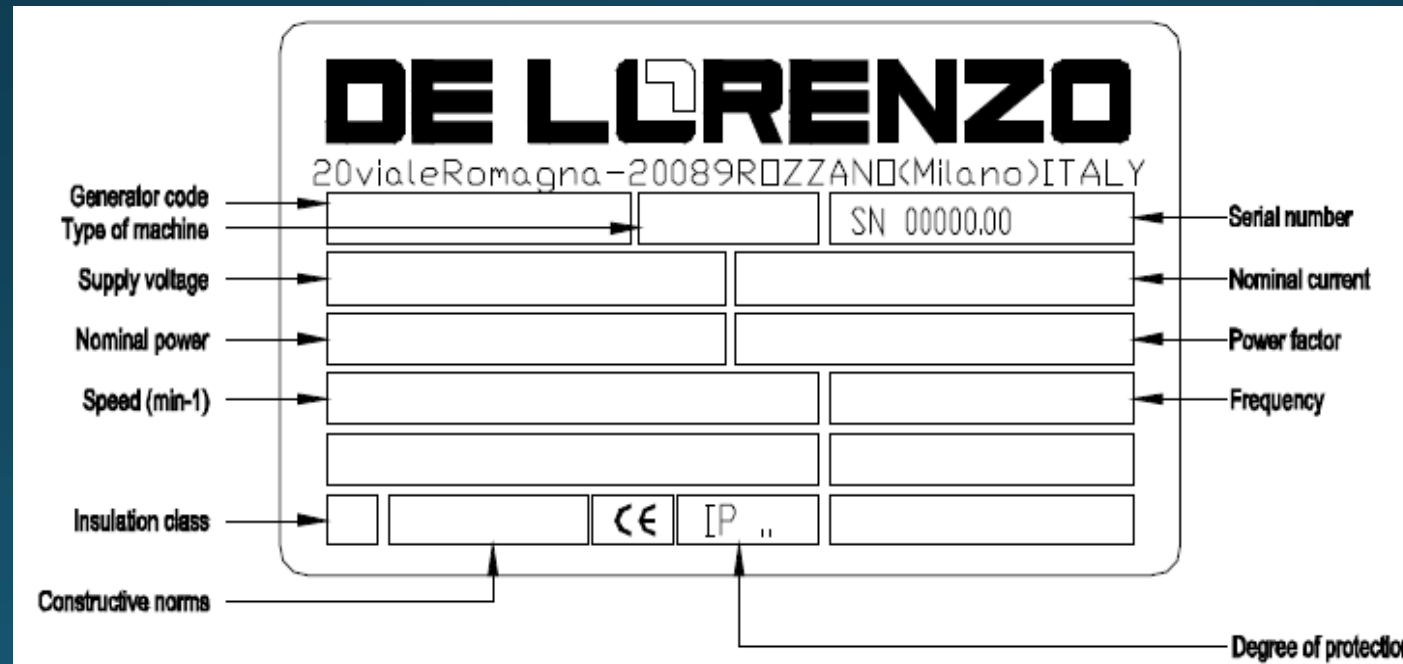 DE LORENZO
20vialeRomagna-20089ROZZANO(Milano)ITALY
Generator code
Type of machine
SN 00000.00
Serial number
Supply voltage
Nominal current
Nominal power
Power factor
Speed (min-1)
Frequency
Insulation class
CE
IP ,,
Constructive norms
Degree of protection